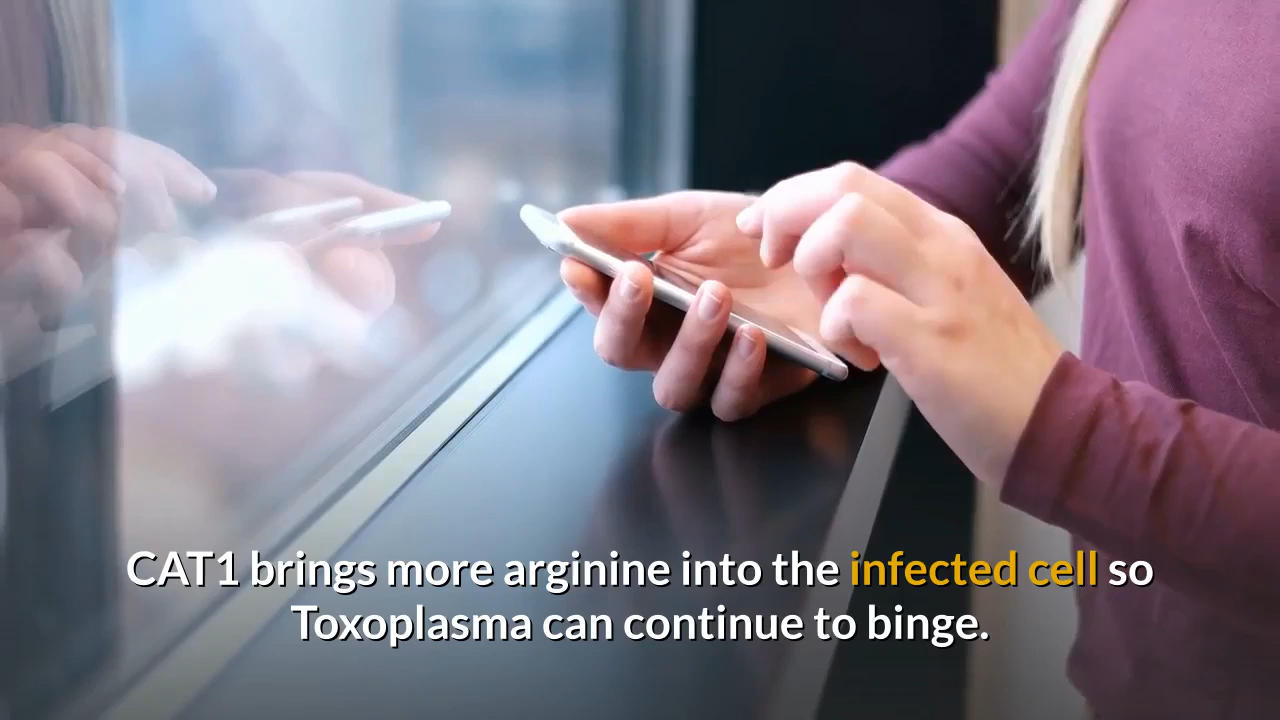 CAT1 brings more arginine into the infected cell so
Toxoplasma can continue to binge.